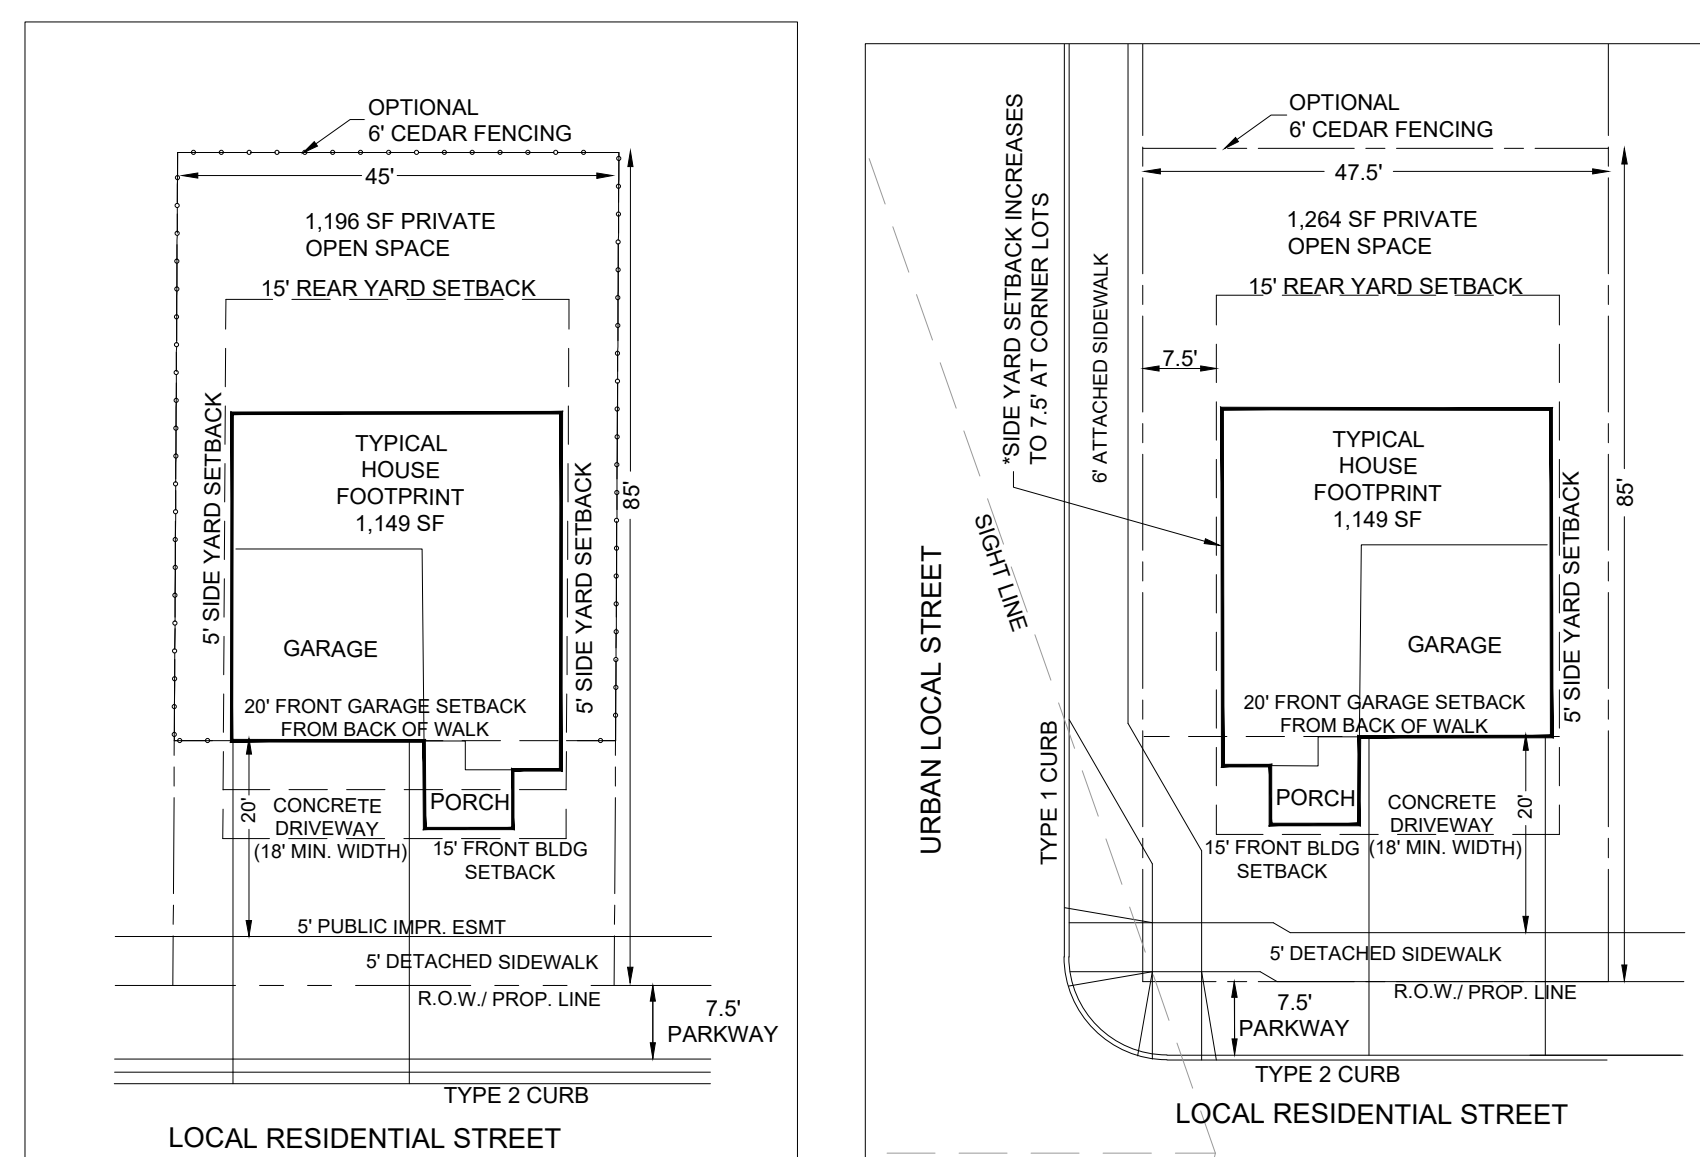 OPTIONAL
6' CEDAR FENCING
45'
1,196 SF PRIVATE
OPEN SPACE
15' REAR YARD SETBACK
5' SIDE YARD SETBACK
TYPICAL
HOUSE
FOOTPRINT
1,149 SF
5' SIDE YARD SETBACK
85'
GARAGE
20' FRONT GARAGE SETBACK
FROM BACK OF WALK
20'
CONCRETE
DRIVEWAY
(18' MIN. WIDTH)
PORCH
15' FRONT BLDG
SETBACK
5' PUBLIC IMPR. ESMT
5' DETACHED SIDEWALK
R.O.W./ PROP. LINE
7.5'
PARKWAY
TYPE 2 CURB
LOCAL RESIDENTIAL STREET
OPTIONAL
6' CEDAR FENCING
47.5'
*SIDE YARD SETBACK INCREASES
TO 7.5' AT CORNER LOTS
6' ATTACHED SIDEWALK
1,264 SF PRIVATE
OPEN SPACE
15' REAR YARD SETBACK
7.5'
TYPICAL
HOUSE
FOOTPRINT
1,149 SF
5' SIDE YARD SETBACK
85'
SIGHT LINE
URBAN LOCAL STREET
TYPE 1 CURB
GARAGE
20' FRONT GARAGE SETBACK
FROM BACK OF WALK
PORCH
CONCRETE
DRIVEWAY
(18' MIN. WIDTH)
20'
15' FRONT BLDG
SETBACK
5' DETACHED SIDEWALK
R.O.W./ PROP. LINE
7.5'
PARKWAY
TYPE 2 CURB
LOCAL RESIDENTIAL STREET